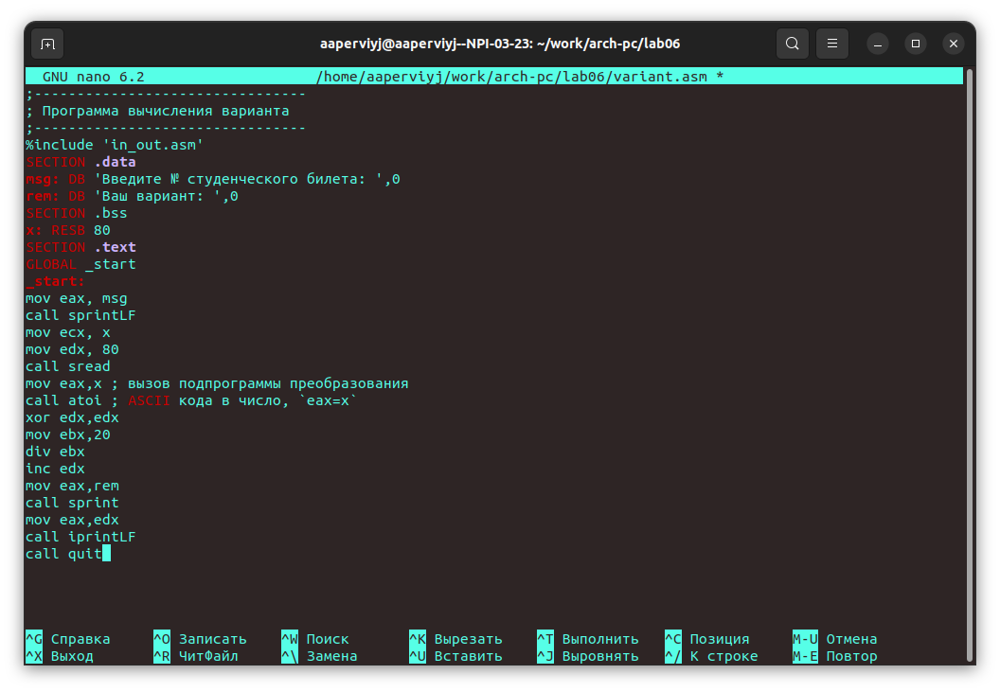 aaperviyj@aaperviyj--NPI-03-23: ~/work/arch-pc/lab06
GNU nano 6.2 /home/aaperviyj/work/arch-pc/lab06/variant.asm *
;--------------------------------
; Программа вычисления варианта
;--------------------------------
%include 'in_out.asm'
SECTION .data
msg: DB 'Введите № студенческого билета: ',0
rem: DB 'Ваш вариант: ',0
SECTION .bss
x: RESB 80
SECTION .text
GLOBAL _start
_start:
mov eax, msg
call sprintLF
mov ecx, x
mov edx, 80
call sread
mov eax,x ; вызов подпрограммы преобразования
call atoi ; ASCII кода в число, `eax=x`
xor edx,edx
mov ebx,20
div ebx
inc edx
mov eax,rem
call sprint
mov eax,edx
call iprintLF
call quit
^G Справка ^O Записать ^W Поиск ^K Вырезать ^T Выполнить ^C Позиция M-U Отмена
^X Выход ^R ЧитФайл ^\ Замена ^U Вставить ^J Выровнять ^/ К строке M-E Повтор